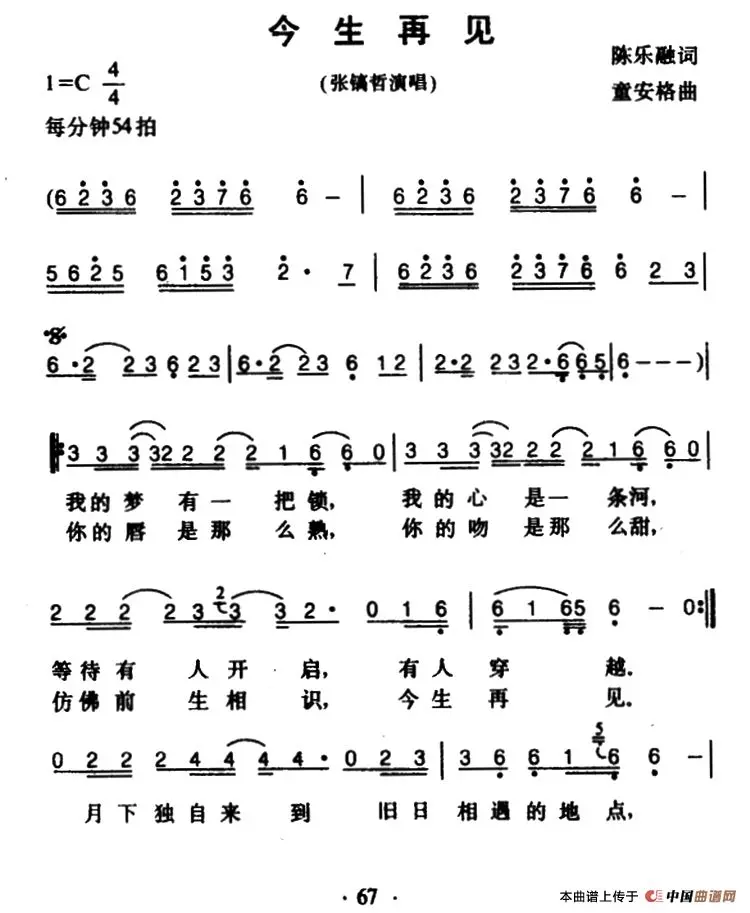 今生再见
1=C 4/4
(张镐哲演唱)
陈乐融词
童安格曲
每分钟54拍
(6 2 3 6 2 3 7 6 6 – | 6 2 3 6 2 3 7 6 6 – |
5 6 2 5 6 1 5 3 2 · 7 | 6 2 3 6 2 3 7 6 6 2 3 |
6 · 2 2 3 6 2 3 | 6 · 2 2 3 6 1 2 | 2 · 2 2 3 2 · 6 6 5 | 6 – – – ) |
3 3 3 3 2 2 2 2 1 6 6 0 | 3 3 3 3 2 2 2 2 1 6 6 0 |
我的梦 有一 把锁, 我的心 是一 条河,
你的唇 是那 么熟, 你的吻 是那 么甜,
2 2 2 2 2 3 2 3 3 2 · 0 1 6 | 6 1 6 5 6 – 0 :||
等待有 人开 启, 有人穿 越.
仿佛前 生相 识, 今生再 见.
0 2 2 2 4 4 4 4 · 0 2 3 | 3 6 6 1 5 6 6 – |
月下独自来 到 旧日相遇的地点,
· 67 ·
本曲谱上传于 中国曲谱网